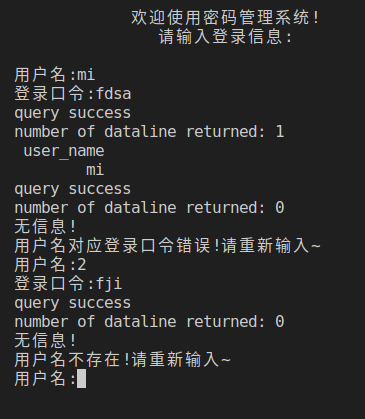 欢迎使用密码管理系统!
请输入登录信息:
用户名:mi
登录口令:fdsa
query success
number of dataline returned: 1
user_name
mi
query success
number of dataline returned: 0
无信息!
用户名对应登录口令错误!请重新输入~
用户名:2
登录口令:fji
query success
number of dataline returned: 0
无信息!
用户名不存在!请重新输入~
用户名: